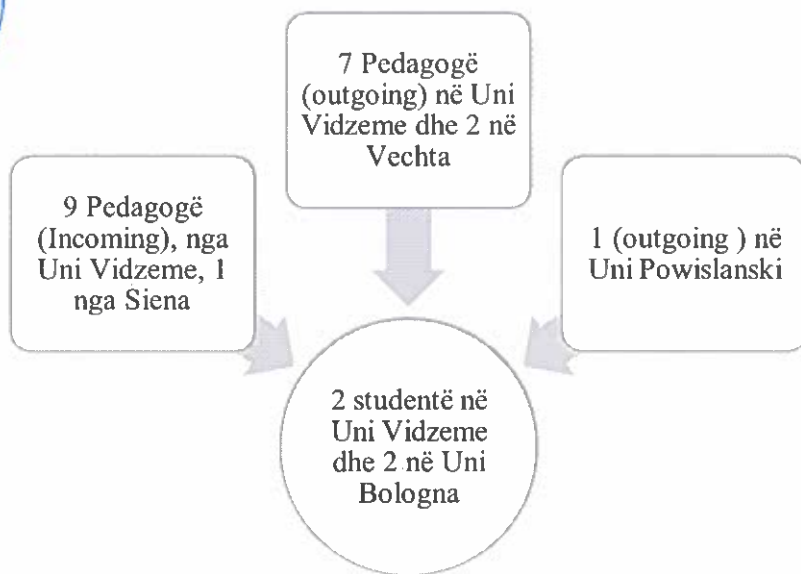 7 Pedagogë
(outgoing) në Uni
Vidzeme dhe 2 në
Vechta
9 Pedagogë
(Incoming), nga
Uni Vidzeme, 1
nga Siena
1 (outgoing ) në
Uni Powislanski
2 studentë në
Uni Vidzeme
dhe 2 në Uni
Bologna